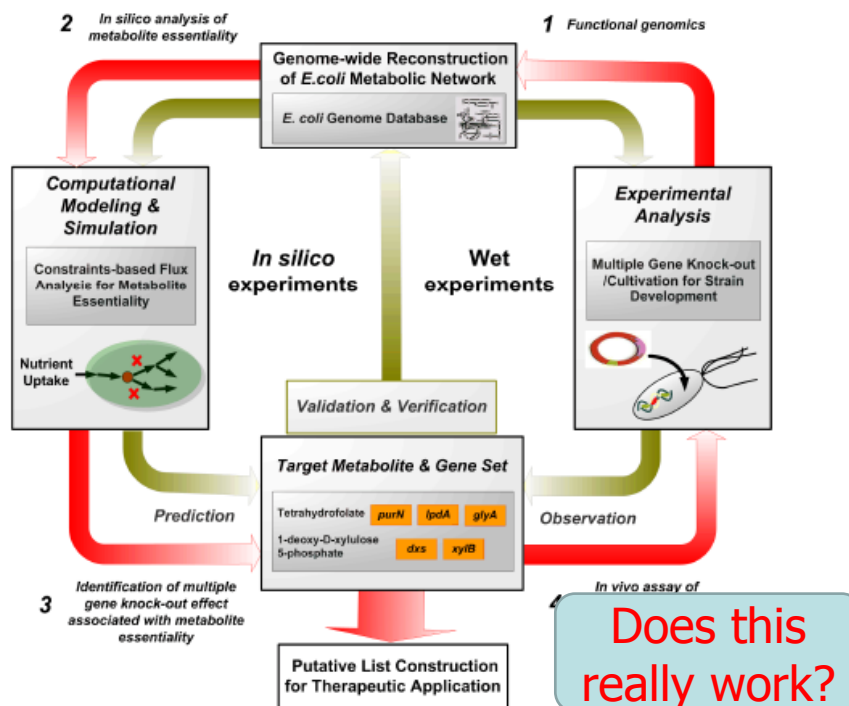 2
In silico analysis of
metabolite essentiality
1
Functional genomics
Genome-wide Reconstruction
of E.coli Metabolic Network
E. coli Genome Database
Computational
Modeling &
Simulation
Constraints-based Flux
Analysis for Metabolite
Essentiality
Nutrient
Uptake
In silico
experiments
Wet
experiments
Experimental
Analysis
Multiple Gene Knock-out
/Cultivation for Strain
Development
Validation & Verification
Target Metabolite & Gene Set
Tetrahydrofolate purN lpdA glyA
1-deoxy-D-xylulose
5-phosphate dxs xylB
Prediction
Observation
3
Identification of multiple
gene knock-out effect
associated with metabolite
essentiality
In vivo assay of
Does this
really work?
Putative List Construction
for Therapeutic Application